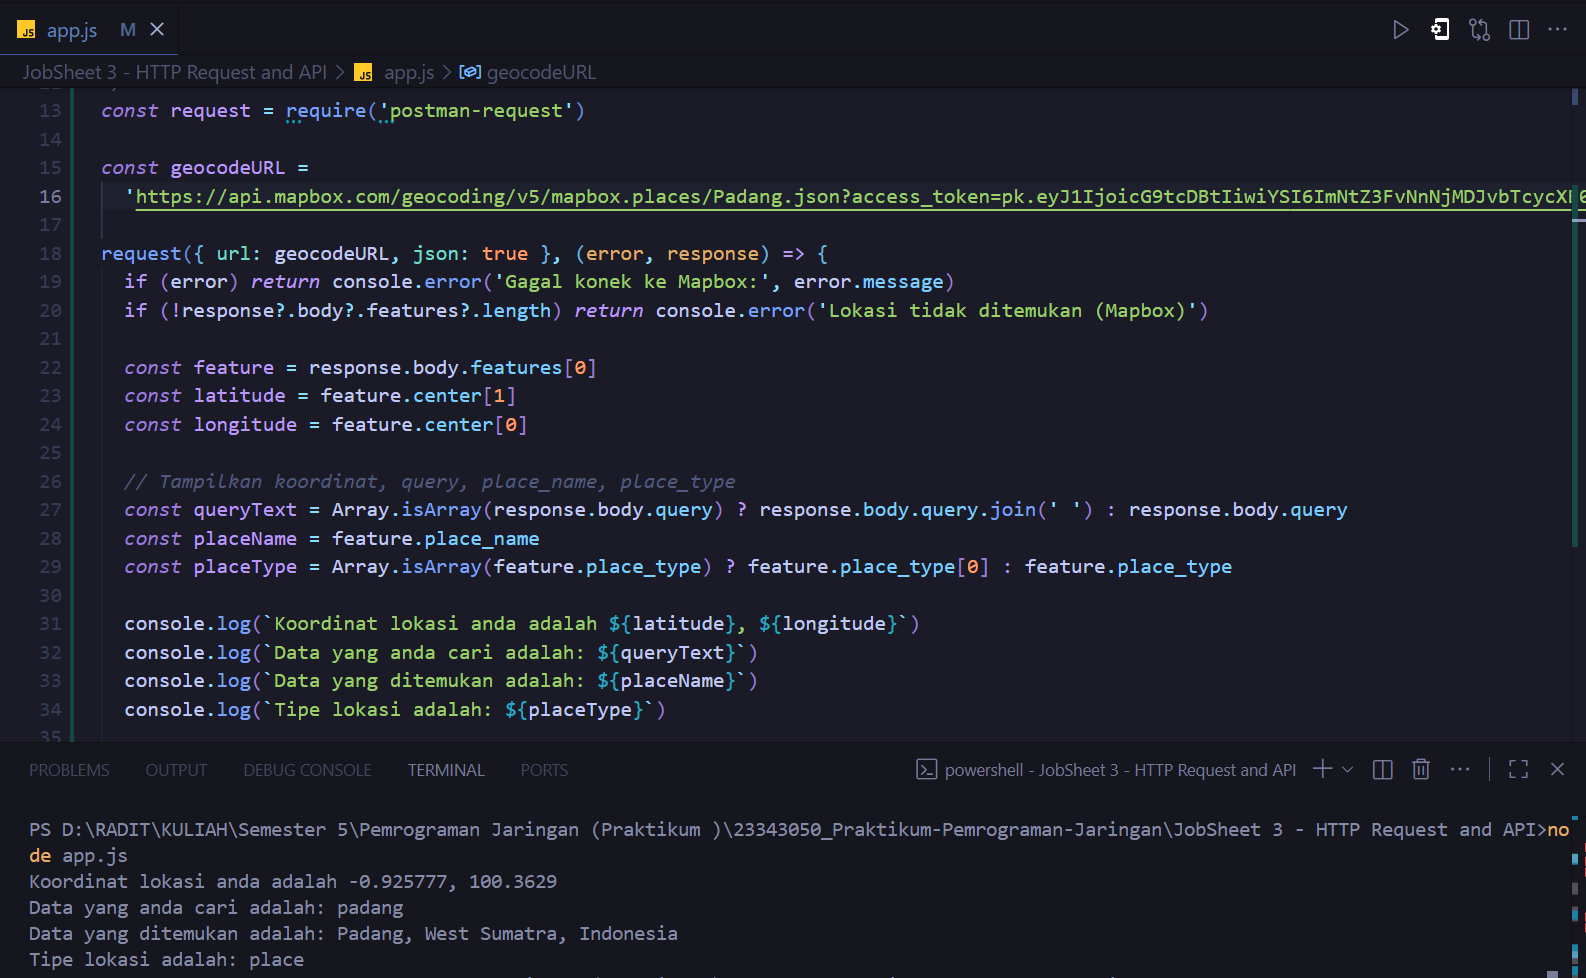 JS app.js M
JobSheet 3 - HTTP Request and API > JS app.js > geocodeURL
13 const request = require('postman-request')
14
15 const geocodeURL =
16 'https://api.mapbox.com/geocoding/v5/mapbox.places/Padang.json?access_token=pk.eyJ1IjoicG9tcDBtIiwiYSI6ImNtZ3FvNnNjMDJvbTcycX
17
18 request({ url: geocodeURL, json: true }, (error, response) => {
19 if (error) return console.error('Gagal konek ke Mapbox:', error.message)
20 if (!response?.body?.features?.length) return console.error('Lokasi tidak ditemukan (Mapbox)')
21
22 const feature = response.body.features[0]
23 const latitude = feature.center[1]
24 const longitude = feature.center[0]
25
26 // Tampilkan koordinat, query, place_name, place_type
27 const queryText = Array.isArray(response.body.query) ? response.body.query.join(' ') : response.body.query
28 const placeName = feature.place_name
29 const placeType = Array.isArray(feature.place_type) ? feature.place_type[0] : feature.place_type
30
31 console.log(`Koordinat lokasi anda adalah ${latitude}, ${longitude}`)
32 console.log(`Data yang anda cari adalah: ${queryText}`)
33 console.log(`Data yang ditemukan adalah: ${placeName}`)
34 console.log(`Tipe lokasi adalah: ${placeType}`)
35
PROBLEMS OUTPUT DEBUG CONSOLE TERMINAL PORTS powershell - JobSheet 3 - HTTP Request and API
PS D:\RADIT\KULIAH\Semester 5\Pemrograman Jaringan (Praktikum )\23343050_Praktikum-Pemrograman-Jaringan\JobSheet 3 - HTTP Request and API>no
de app.js
Koordinat lokasi anda adalah -0.925777, 100.3629
Data yang anda cari adalah: padang
Data yang ditemukan adalah: Padang, West Sumatra, Indonesia
Tipe lokasi adalah: place